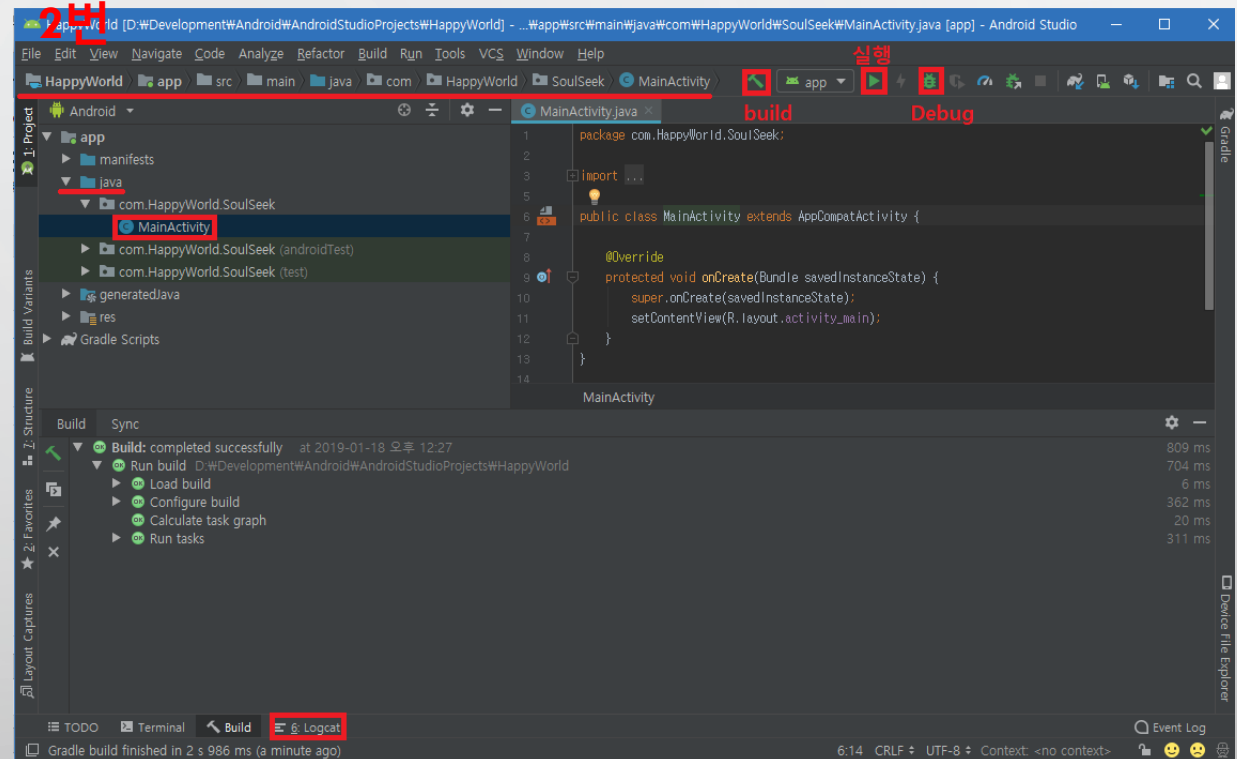 2번
HappyWorld [D:₩Development₩Android₩AndroidStudioProjects₩HappyWorld] - ...₩app₩src₩main₩java₩com₩HappyWorld₩SoulSeek₩MainActivity.java [app] - Android Studio
File Edit View Navigate Code Analyze Refactor Build Run Tools VCS Window Help
실행
HappyWorld app src main java com HappyWorld SoulSeek MainActivity app
build Debug
Android
MainActivity.java
1: Project
Gradle
app
manifests
java
com.HappyWorld.SoulSeek
MainActivity
com.HappyWorld.SoulSeek (androidTest)
com.HappyWorld.SoulSeek (test)
generatedJava
res
Gradle Scripts
1 package com.HappyWorld.SoulSeek;
2
3 import ...
5
6 public class MainActivity extends AppCompatActivity {
7
8 @Override
9 protected void onCreate(Bundle savedInstanceState) {
10 super.onCreate(savedInstanceState);
11 setContentView(R.layout.activity_main);
12 }
13 }
14
MainActivity
Build Variants
7: Structure
2: Favorites
Layout Captures
Build Sync
Build: completed successfully at 2019-01-18 오후 12:27 809 ms
Run build D:₩Development₩Android₩AndroidStudioProjects₩HappyWorld 704 ms
Load build 6 ms
Configure build 362 ms
Calculate task graph 20 ms
Run tasks 311 ms
Device File Explorer
TODO Terminal Build 6: Logcat Event Log
Gradle build finished in 2 s 986 ms (a minute ago) 6:14 CRLF UTF-8 Context: <no context>